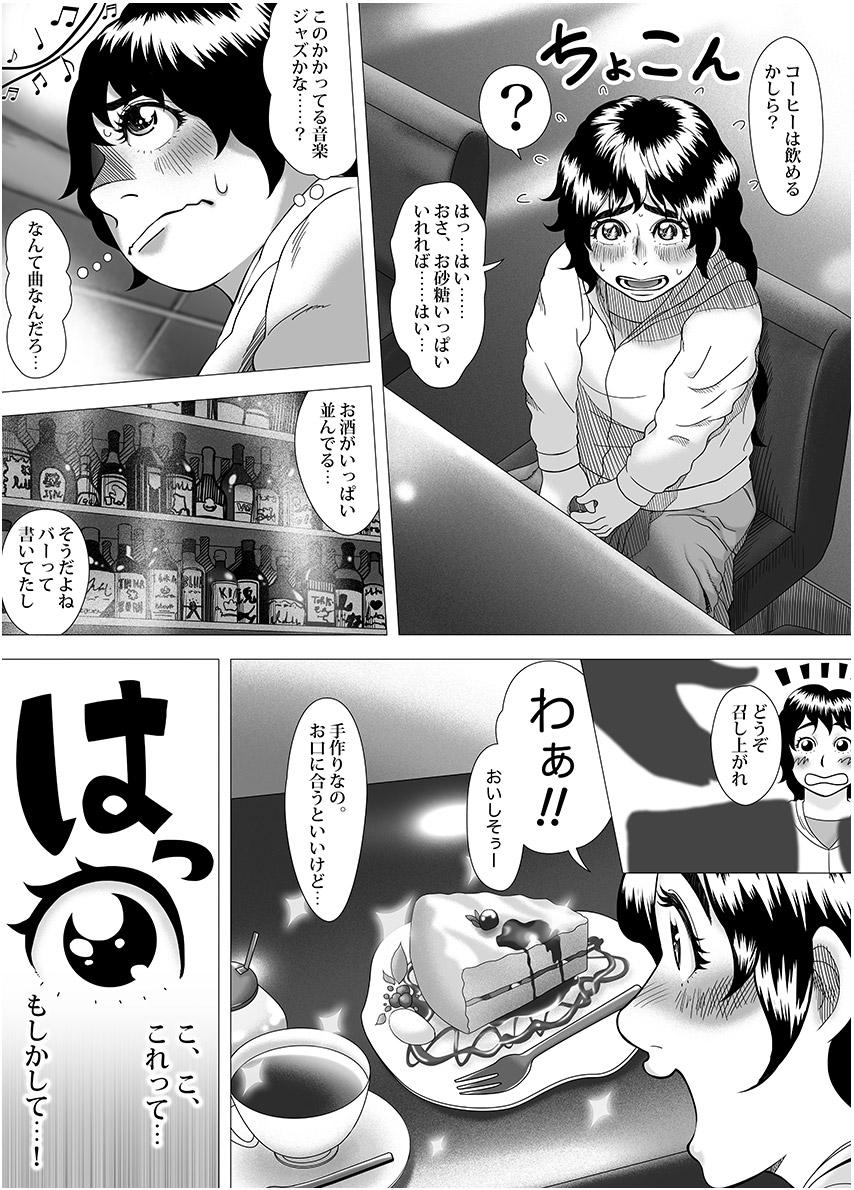 コーヒーは飲める
かしら？
ちょこん
？
はっ…はい……
おさ、お砂糖いっぱい
いれれば……はい…
このかかってる音楽
ジャズかな……？
なんて曲なんだろ…
お酒がいっぱい
並んでる…
そうだよね
バーって
書いてたし
どうぞ
召し上がれ
わぁ!!
おいしそぅー
手作りなの。
お口に合うといいけど…
はっ
こ、こ、
これって…
もしかして…！